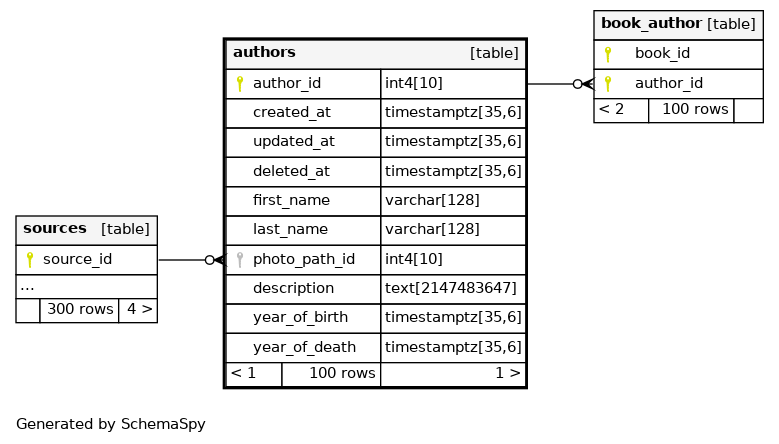 book_author [table]
book_id
author_id
< 2 100 rows
authors [table]
author_id int4[10]
created_at timestamptz[35,6]
updated_at timestamptz[35,6]
deleted_at timestamptz[35,6]
first_name varchar[128]
last_name varchar[128]
photo_path_id int4[10]
description text[2147483647]
year_of_birth timestamptz[35,6]
year_of_death timestamptz[35,6]
< 1 100 rows 1 >
sources [table]
source_id
...
300 rows 4 >
Generated by SchemaSpy